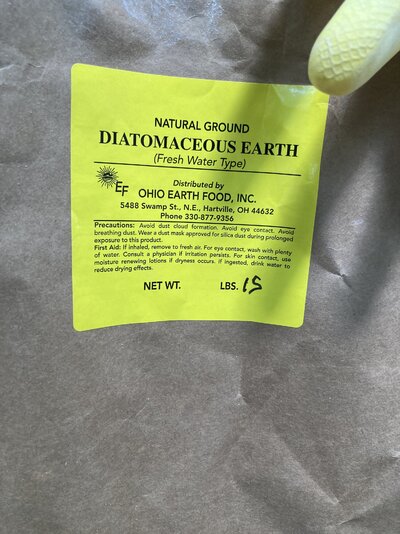 NATURAL GROUND
DIATOMACEOUS EARTH
(Fresh Water Type)
Distributed by
EF OHIO EARTH FOOD, INC.
5488 Swamp St., N.E., Hartville, OH 44632
Phone 330-877-9356
Precautions: Avoid dust cloud formation. Avoid eye contact. Avoid
breathing dust. Wear a dust mask approved for silica dust during prolonged
exposure to this product.
First Aid: If inhaled, remove to fresh air. For eye contact, wash with plenty
of water. Consult a physician if irritation persists. For skin contact, use
moisture renewing lotions if dryness occurs. If ingested, drink water to
reduce drying effects.
NET WT. LBS. 15